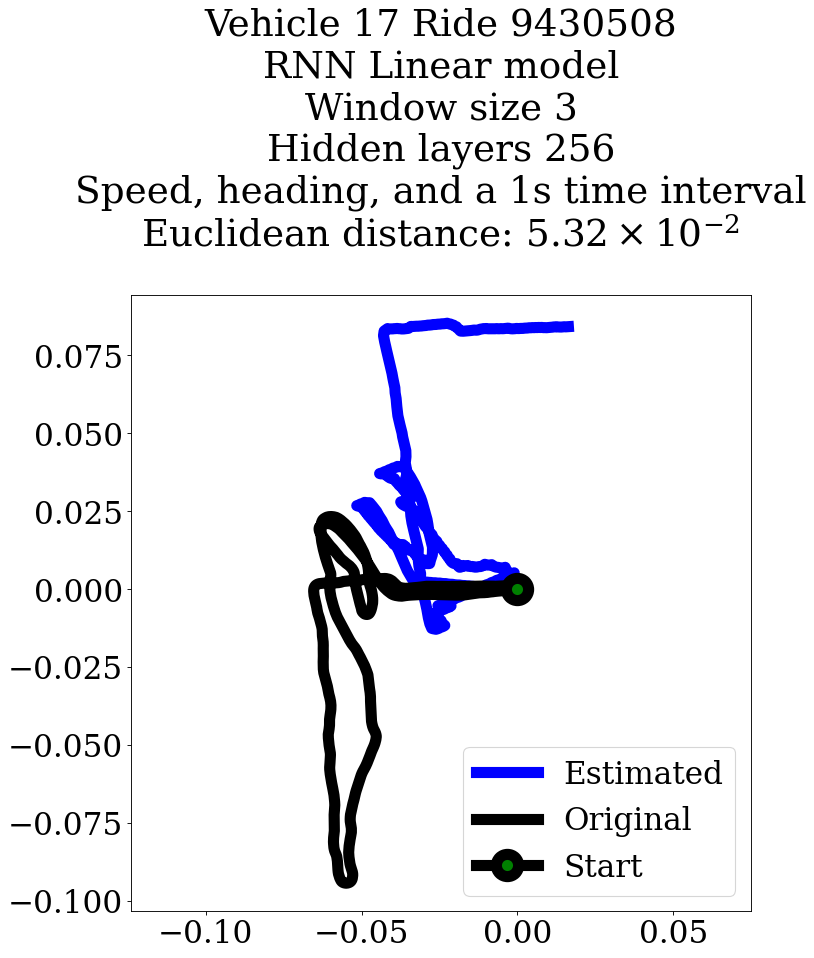 Vehicle 17 Ride 9430508
RNN Linear model
Window size 3
Hidden layers 256
Speed, heading, and a 1s time interval
Euclidean distance: 5.32 × 10⁻²
0.075
0.050
0.025
0.000
−0.025
−0.050
−0.075
−0.100
−0.10
−0.05
0.00
0.05
Estimated
Original
Start